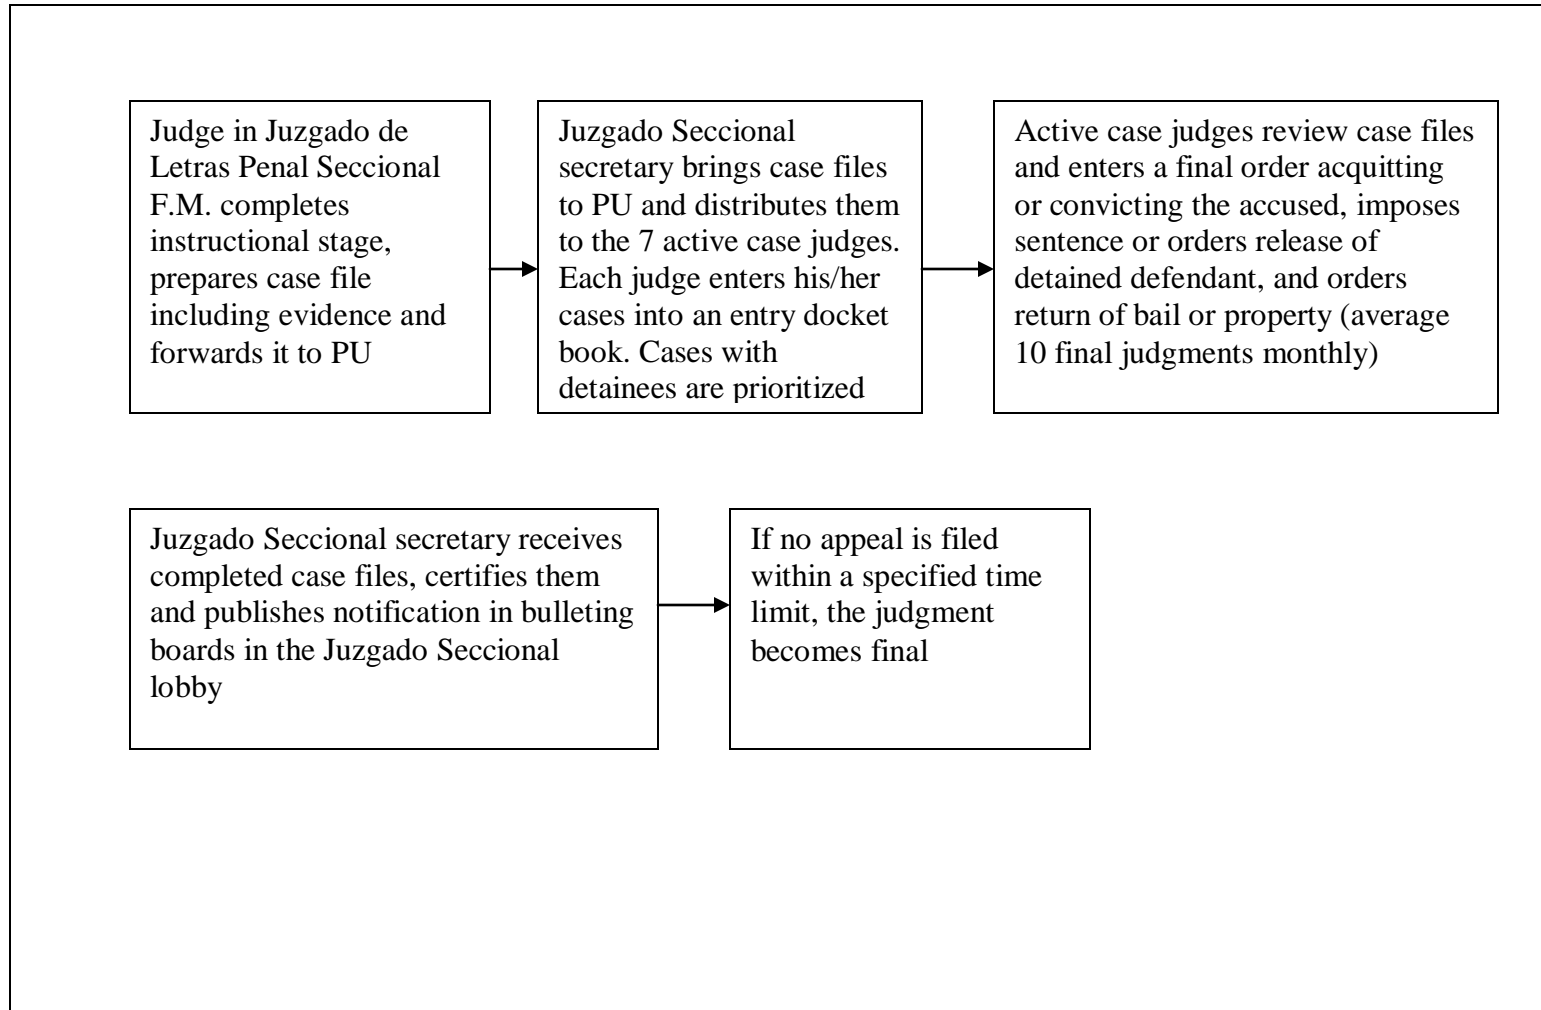 Judge in Juzgado de
Letras Penal Seccional
F.M. completes
instructional stage,
prepares case file
including evidence and
forwards it to PU
Juzgado Seccional
secretary brings case files
to PU and distributes them
to the 7 active case judges.
Each judge enters his/her
cases into an entry docket
book. Cases with
detainees are prioritized
Active case judges review case files
and enters a final order acquitting
or convicting the accused, imposes
sentence or orders release of
detained defendant, and orders
return of bail or property (average
10 final judgments monthly)
Juzgado Seccional secretary receives
completed case files, certifies them
and publishes notification in bulleting
boards in the Juzgado Seccional
lobby
If no appeal is filed
within a specified time
limit, the judgment
becomes final